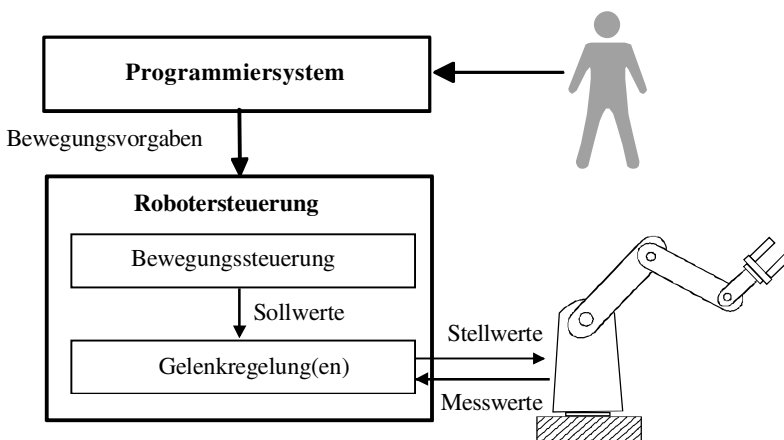 Programmiersystem
Bewegungsvorgaben
Robotersteuerung
Bewegungssteuerung
Sollwerte
Stellwerte
Gelenkregelung(en)
Messwerte